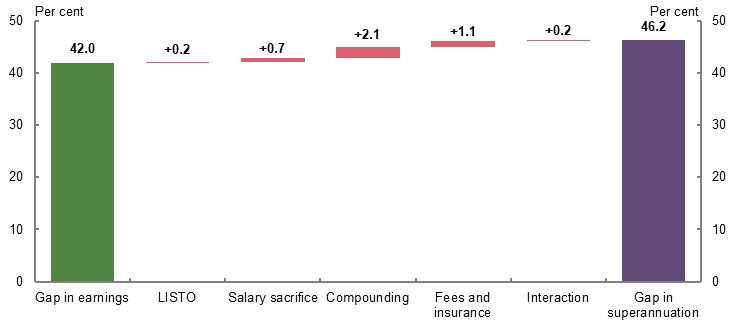 Per cent
Per cent
50
50
40
40
30
30
20
20
10
10
0
0
42.0
+0.2
+0.7
+2.1
+1.1
+0.2
46.2
Gap in earnings
LISTO
Salary sacrifice
Compounding
Fees and
insurance
Interaction
Gap in
superannuation